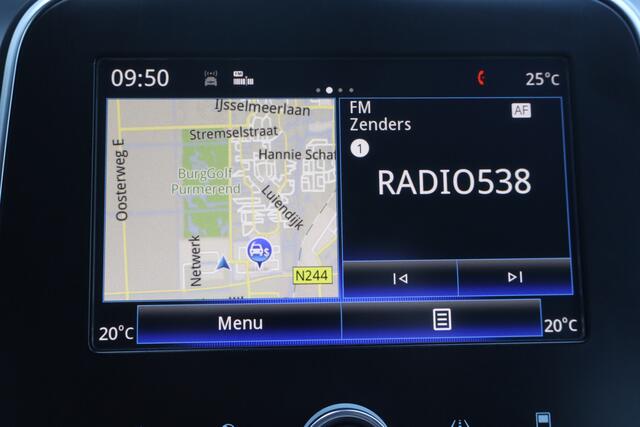 09:50
FM
25°C
IJsselmeerlaan
Stremselstraat
Hannie Schaf
Oosterweg E
BurgGolf
Purmerend
Luiendijk
Netwerk
$
N244
FM
AF
Zenders
1
RADIO538
20°C
Menu
20°C